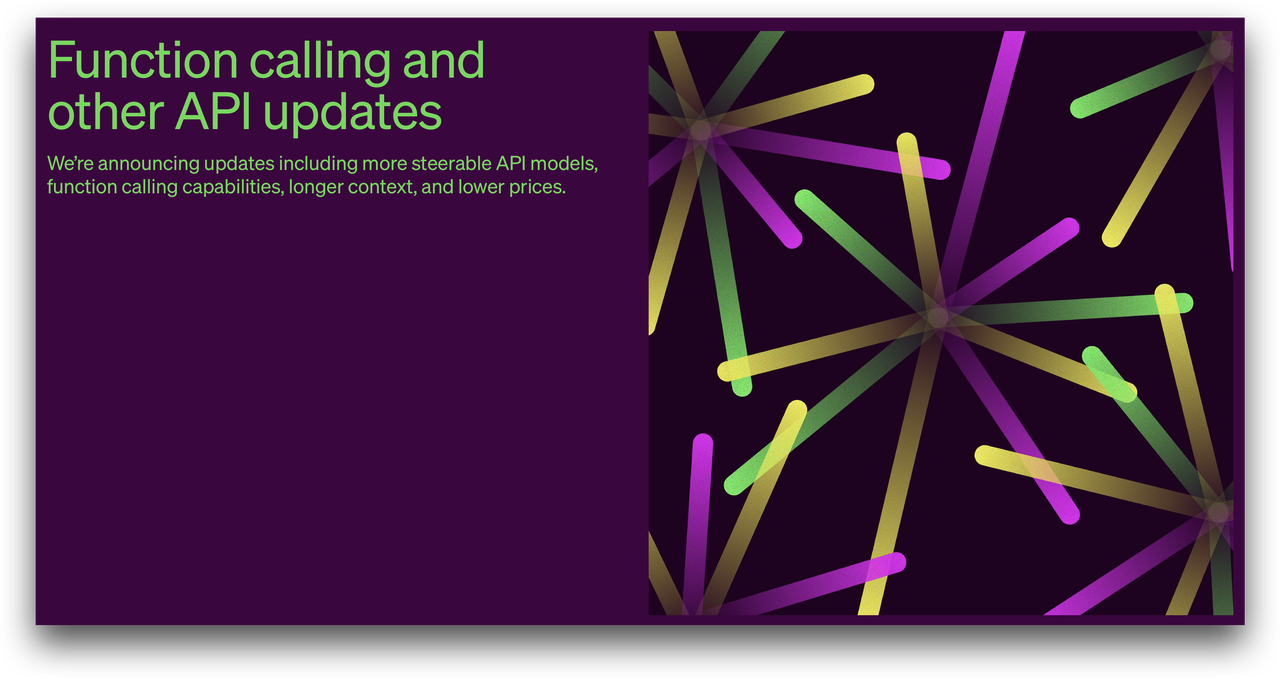 Function calling and
other API updates
We’re announcing updates including more steerable API models,
function calling capabilities, longer context, and lower prices.